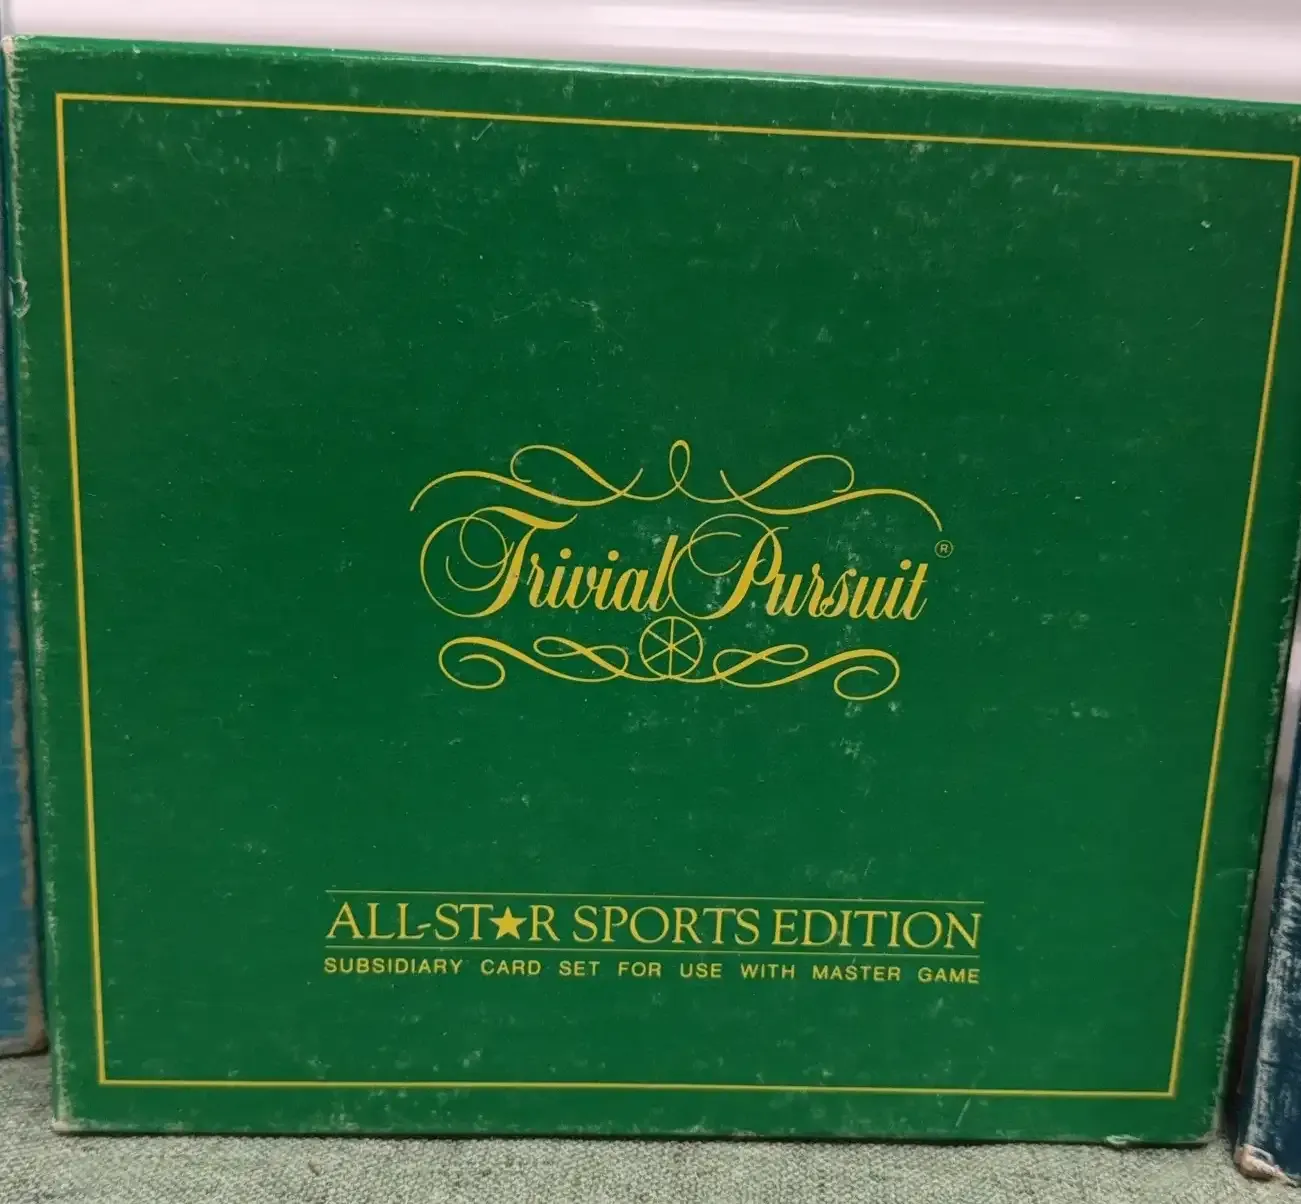 Trivial Pursuit ®
ALL-ST★R SPORTS EDITION
SUBSIDIARY CARD SET FOR USE WITH MASTER GAME